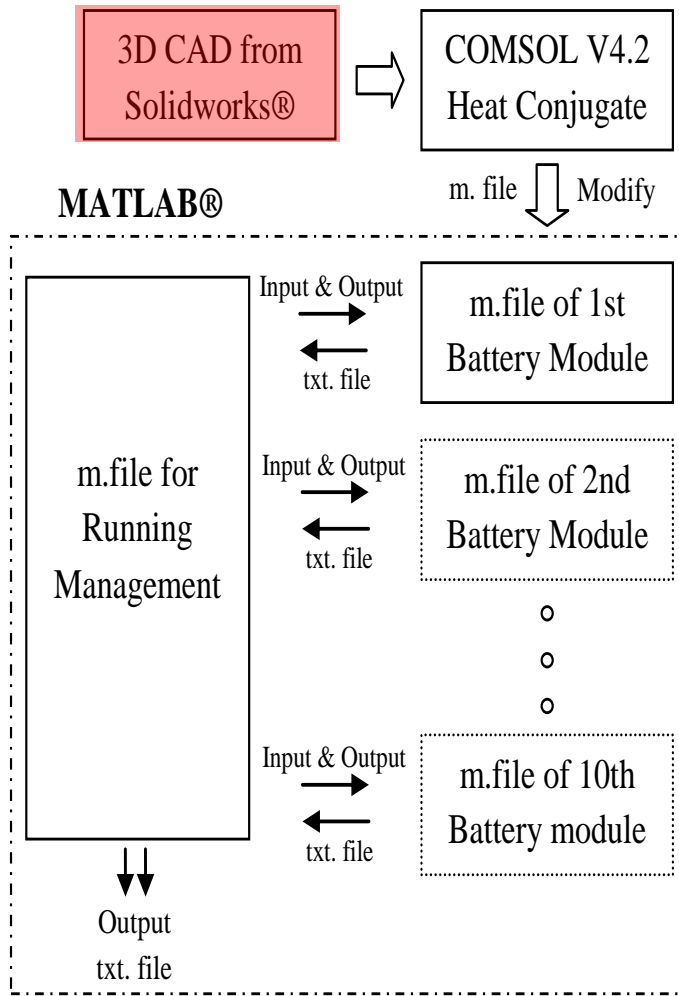 3D CAD from
Solidworks®
COMSOL V4.2
Heat Conjugate
m. file
Modify
MATLAB®
m.file for
Running
Management
Input & Output
txt. file
m.file of 1st
Battery Module
Input & Output
txt. file
m.file of 2nd
Battery Module
Input & Output
txt. file
m.file of 10th
Battery module
Output
txt. file